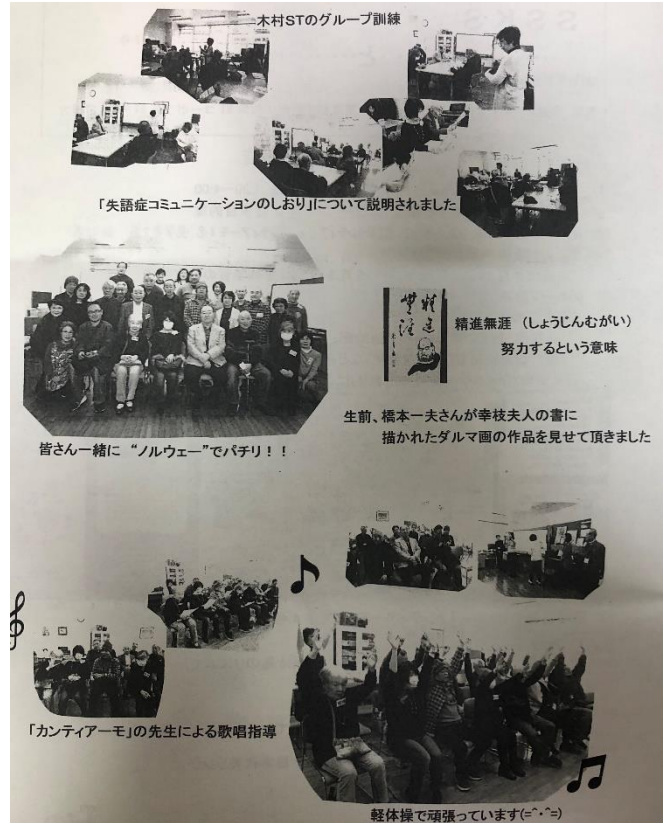 木村STのグループ訓練
「失語症コミュニケーションのしおり」について説明されました
精進無涯　（しょうじんむがい）
努力するという意味
皆さん一緒に “ノルウェー”でパチリ！！
生前、橋本一夫さんが幸枝夫人の書に
描かれたダルマ画の作品を見せて頂きました
「カンティアーモ」の先生による歌唱指導
軽体操で頑張っています(=^・^=)